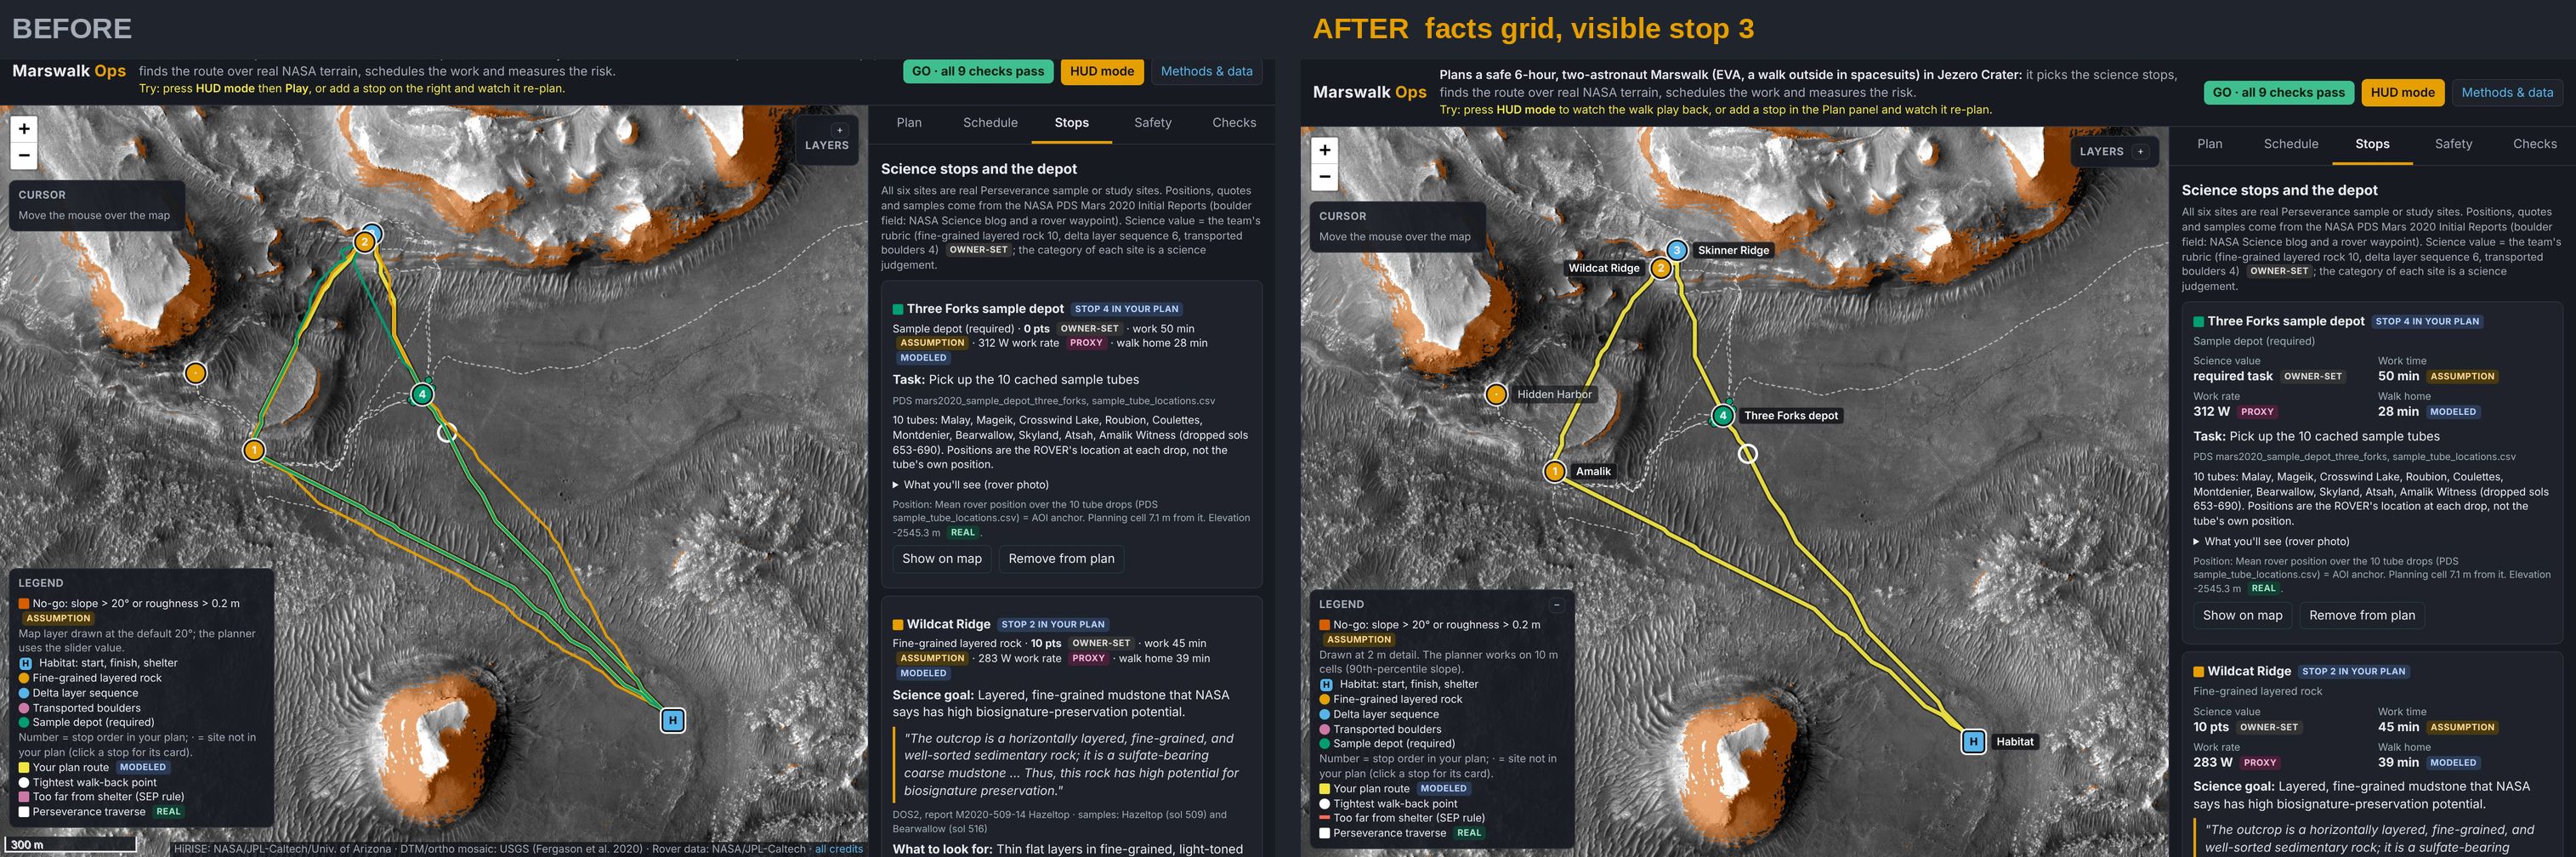 BEFORE
Marswalk Ops
finds the route over real NASA terrain, schedules the work and measures the risk.
Try: press HUD mode then Play, or add a stop on the right and watch it re-plan.
GO · all 9 checks pass
HUD mode
Methods & data
+
−
+
LAYERS
CURSOR
Move the mouse over the map
2
4
1
H
LEGEND
No-go: slope > 20° or roughness > 0.2 m
ASSUMPTION
Map layer drawn at the default 20°; the planner
uses the slider value.
H Habitat: start, finish, shelter
Fine-grained layered rock
Delta layer sequence
Transported boulders
Sample depot (required)
Number = stop order in your plan; · = site not in
your plan (click a stop for its card).
Your plan route MODELED
Tightest walk-back point
Too far from shelter (SEP rule)
Perseverance traverse REAL
300 m
HiRISE: NASA/JPL-Caltech/Univ. of Arizona · DTM/ortho mosaic: USGS (Fergason et al. 2020) · Rover data: NASA/JPL-Caltech · all credits
Plan Schedule Stops Safety Checks
Science stops and the depot
All six sites are real Perseverance sample or study sites. Positions, quotes
and samples come from the NASA PDS Mars 2020 Initial Reports (boulder
field: NASA Science blog and a rover waypoint). Science value = the team's
rubric (fine-grained layered rock 10, delta layer sequence 6, transported
boulders 4) OWNER-SET ; the category of each site is a science
judgement.
Three Forks sample depot STOP 4 IN YOUR PLAN
Sample depot (required) · 0 pts OWNER-SET · work 50 min
ASSUMPTION · 312 W work rate PROXY · walk home 28 min
MODELED
Task: Pick up the 10 cached sample tubes
PDS mars2020_sample_depot_three_forks, sample_tube_locations.csv
10 tubes: Malay, Mageik, Crosswind Lake, Roubion, Coulettes,
Montdenier, Bearwallow, Skyland, Atsah, Amalik Witness (dropped sols
653-690). Positions are the ROVER's location at each drop, not the
tube's own position.
▶ What you'll see (rover photo)
Position: Mean rover position over the 10 tube drops (PDS
sample_tube_locations.csv) = AOI anchor. Planning cell 7.1 m from it. Elevation
-2545.3 m REAL .
Show on map
Remove from plan
Wildcat Ridge STOP 2 IN YOUR PLAN
Fine-grained layered rock · 10 pts OWNER-SET · work 45 min
ASSUMPTION · 283 W work rate PROXY · walk home 39 min
MODELED
Science goal: Layered, fine-grained mudstone that NASA
says has high biosignature-preservation potential.
"The outcrop is a horizontally layered, fine-grained, and
well-sorted sedimentary rock; it is a sulfate-bearing
coarse mudstone ... Thus, this rock has high potential for
biosignature preservation."
DOS2, report M2020-509-14 Hazeltop · samples: Hazeltop (sol 509) and
Bearwallow (sol 516)
What to look for: Thin flat layers in fine-grained, light-toned
AFTER facts grid, visible stop 3
Marswalk Ops
Plans a safe 6-hour, two-astronaut Marswalk (EVA, a walk outside in spacesuits) in Jezero Crater: it picks the science stops,
finds the route over real NASA terrain, schedules the work and measures the risk.
Try: press HUD mode to watch the walk play back, or add a stop in the Plan panel and watch it re-plan.
GO · all 9 checks pass
HUD mode
Methods & data
+
−
LAYERS +
CURSOR
Move the mouse over the map
3 Skinner Ridge
Wildcat Ridge 2
· Hidden Harbor
4 Three Forks depot
1 Amalik
H Habitat
LEGEND −
No-go: slope > 20° or roughness > 0.2 m
ASSUMPTION
Drawn at 2 m detail. The planner works on 10 m
cells (90th-percentile slope).
H Habitat: start, finish, shelter
Fine-grained layered rock
Delta layer sequence
Transported boulders
Sample depot (required)
Number = stop order in your plan; · = site not in
your plan (click a stop for its card).
Your plan route MODELED
Tightest walk-back point
Too far from shelter (SEP rule)
Perseverance traverse REAL
Plan Schedule Stops Safety Checks
Science stops and the depot
All six sites are real Perseverance sample or study sites. Positions, quotes
and samples come from the NASA PDS Mars 2020 Initial Reports (boulder
field: NASA Science blog and a rover waypoint). Science value = the team's
rubric (fine-grained layered rock 10, delta layer sequence 6, transported
boulders 4) OWNER-SET ; the category of each site is a science
judgement.
Three Forks sample depot STOP 4 IN YOUR PLAN
Sample depot (required)
Science value Work time
required task OWNER-SET 50 min ASSUMPTION
Work rate Walk home
312 W PROXY 28 min MODELED
Task: Pick up the 10 cached sample tubes
PDS mars2020_sample_depot_three_forks, sample_tube_locations.csv
10 tubes: Malay, Mageik, Crosswind Lake, Roubion, Coulettes,
Montdenier, Bearwallow, Skyland, Atsah, Amalik Witness (dropped sols
653-690). Positions are the ROVER's location at each drop, not the
tube's own position.
▶ What you'll see (rover photo)
Position: Mean rover position over the 10 tube drops (PDS
sample_tube_locations.csv) = AOI anchor. Planning cell 7.1 m from it. Elevation
-2545.3 m REAL .
Show on map
Remove from plan
Wildcat Ridge STOP 2 IN YOUR PLAN
Fine-grained layered rock
Science value Work time
10 pts OWNER-SET 45 min ASSUMPTION
Work rate Walk home
283 W PROXY 39 min MODELED
Science goal: Layered, fine-grained mudstone that NASA
says has high biosignature-preservation potential.
"The outcrop is a horizontally layered, fine-grained, and
well-sorted sedimentary rock; it is a sulfate-bearing